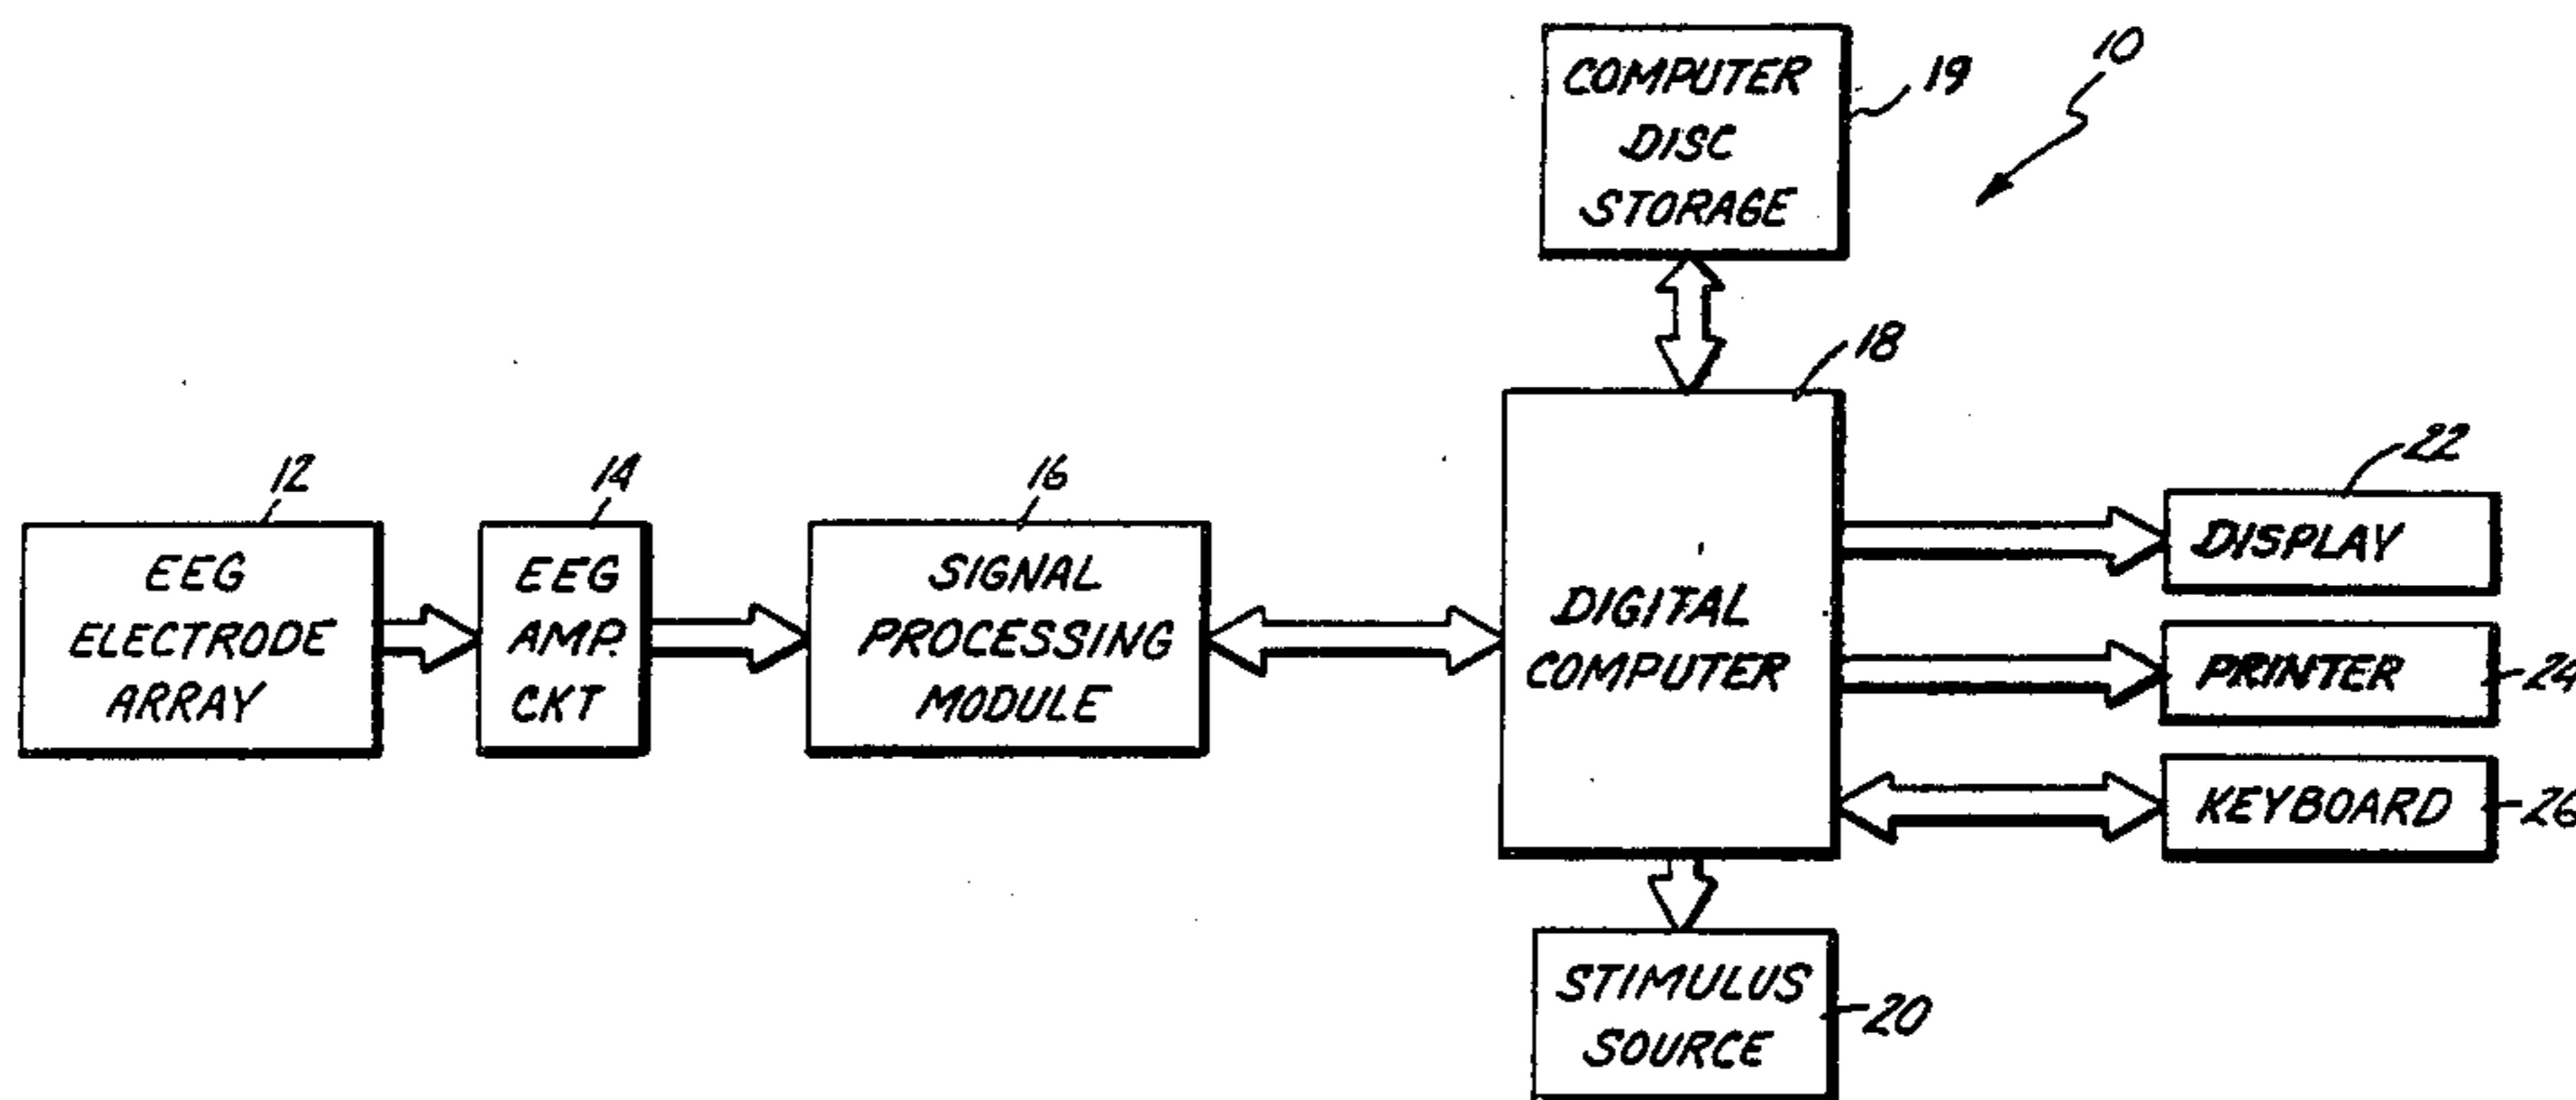 COMPUTER
DISC
STORAGE
19
10
18
12
EEG
ELECTRODE
ARRAY
14
EEG
AMP.
CKT
16
SIGNAL
PROCESSING
MODULE
DIGITAL
COMPUTER
22
DISPLAY
PRINTER
24
KEYBOARD
26
STIMULUS
SOURCE
20